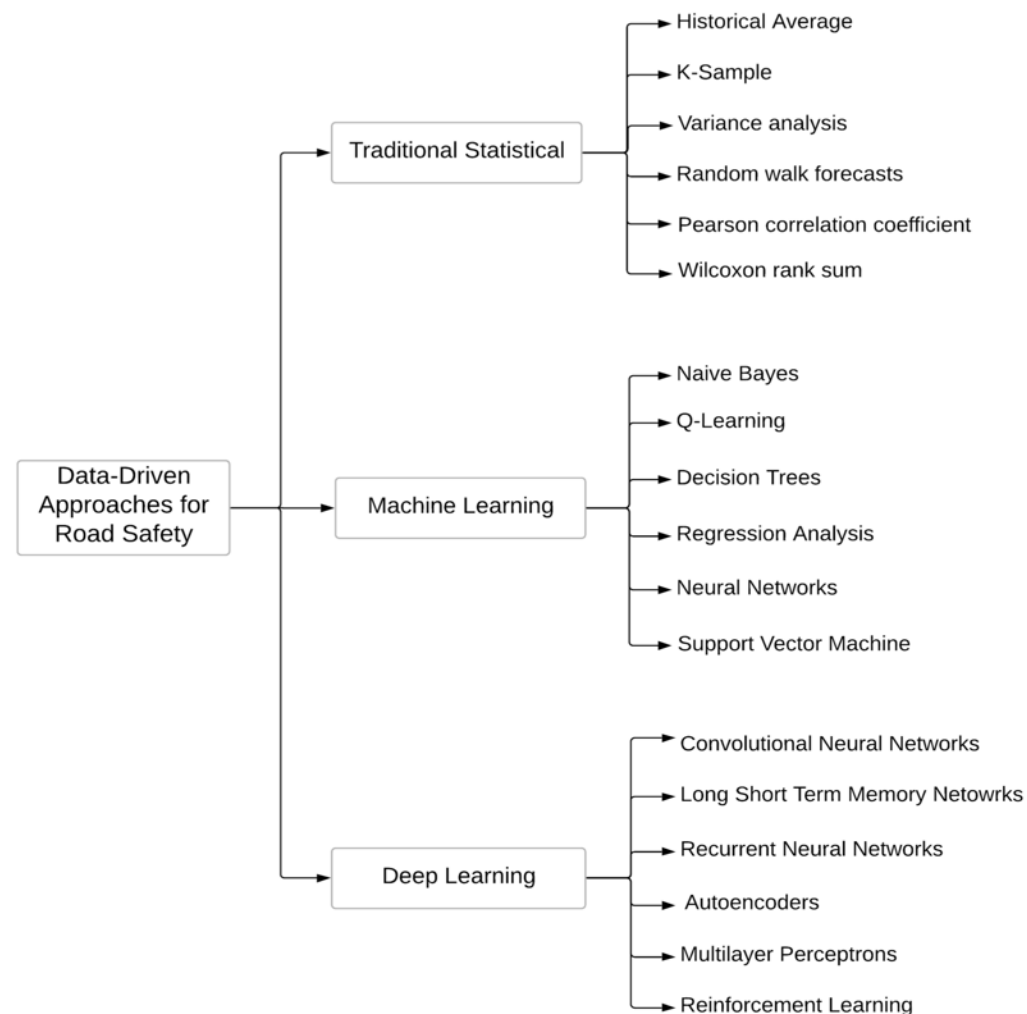 Historical Average
K-Sample
Variance analysis
Traditional Statistical
Random walk forecasts
Pearson correlation coefficient
Wilcoxon rank sum
Naive Bayes
Q-Learning
Decision Trees
Data-Driven
Approaches for
Road Safety
Machine Learning
Regression Analysis
Neural Networks
Support Vector Machine
Convolutional Neural Networks
Long Short Term Memory Netowrks
Recurrent Neural Networks
Deep Learning
Autoencoders
Multilayer Perceptrons
Reinforcement Learning